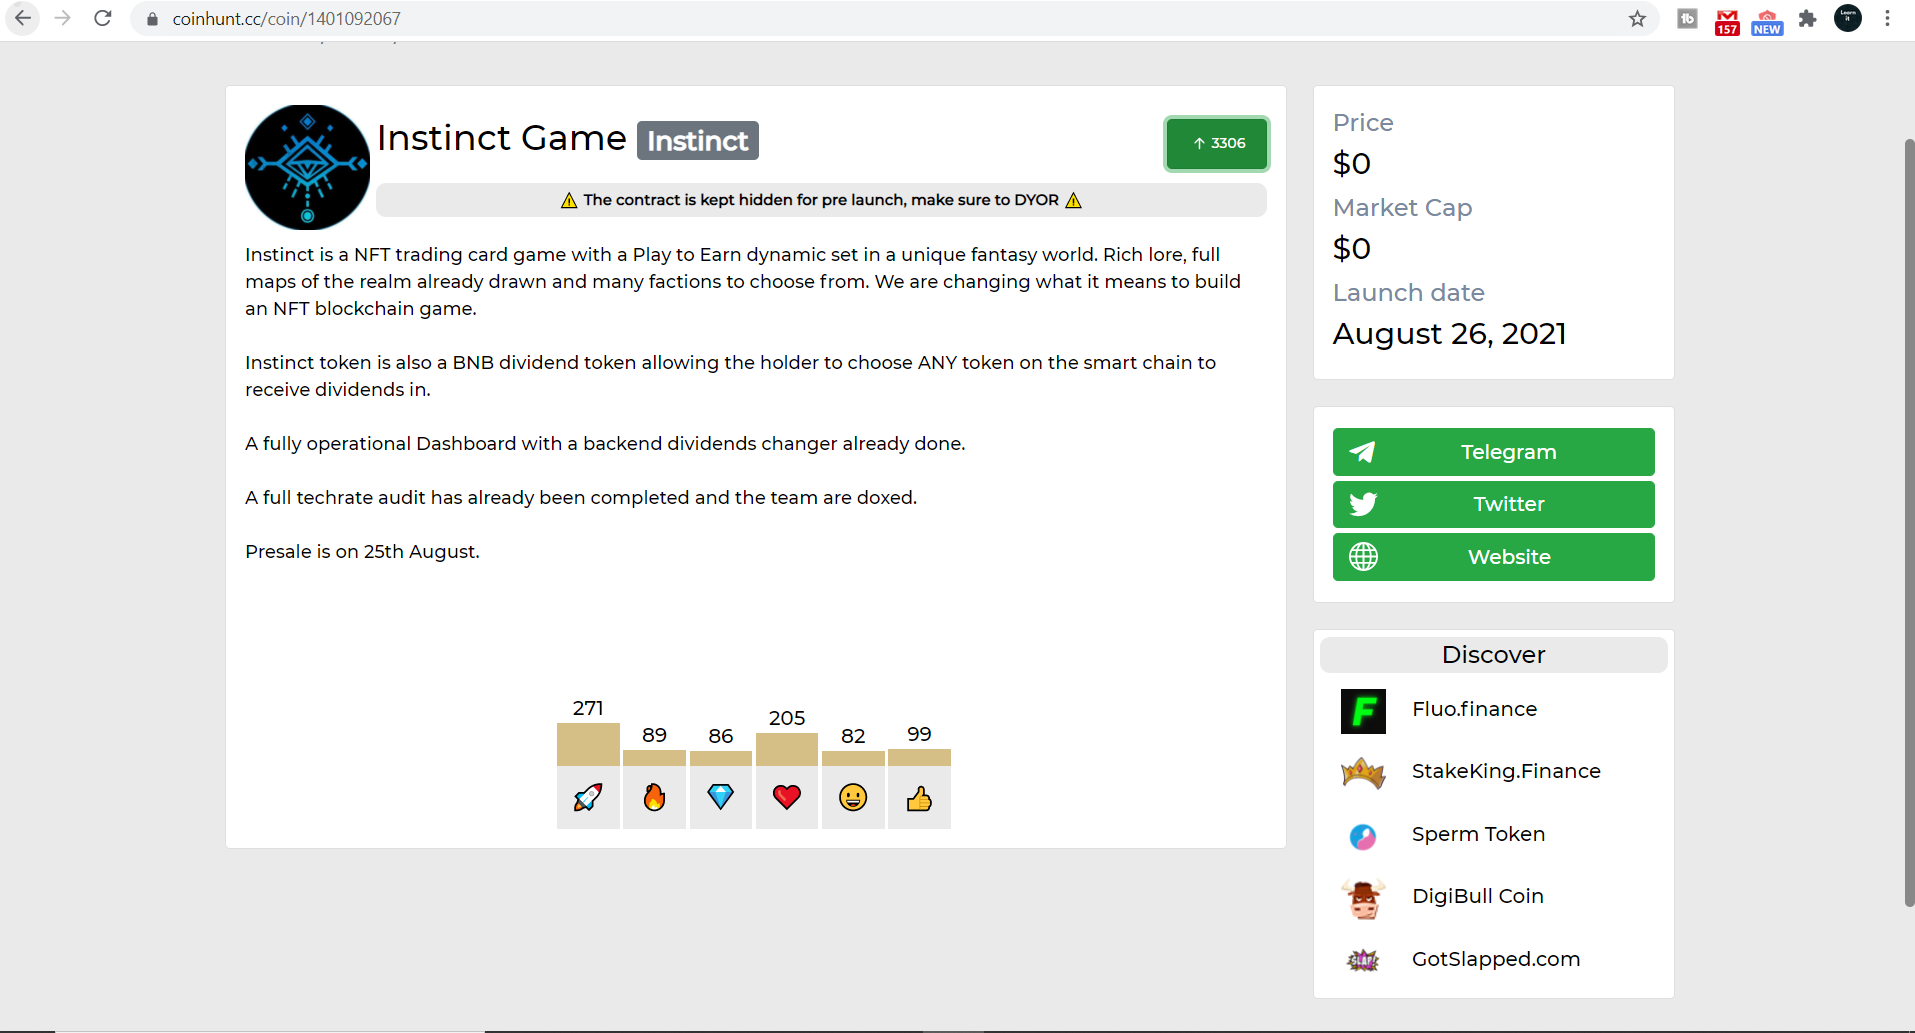 coinhunt.cc/coin/1401092067
157
NEW
Learn
it
Instinct Game Instinct
↑ 3306
⚠ The contract is kept hidden for pre launch, make sure to DYOR ⚠
Instinct is a NFT trading card game with a Play to Earn dynamic set in a unique fantasy world. Rich lore, full
maps of the realm already drawn and many factions to choose from. We are changing what it means to build
an NFT blockchain game.
Instinct token is also a BNB dividend token allowing the holder to choose ANY token on the smart chain to
receive dividends in.
A fully operational Dashboard with a backend dividends changer already done.
A full techrate audit has already been completed and the team are doxed.
Presale is on 25th August.
271
89
86
205
82
99
Price
$0
Market Cap
$0
Launch date
August 26, 2021
Telegram
Twitter
Website
Discover
F
Fluo.finance
StakeKing.Finance
Sperm Token
DigiBull Coin
GotSlapped.com